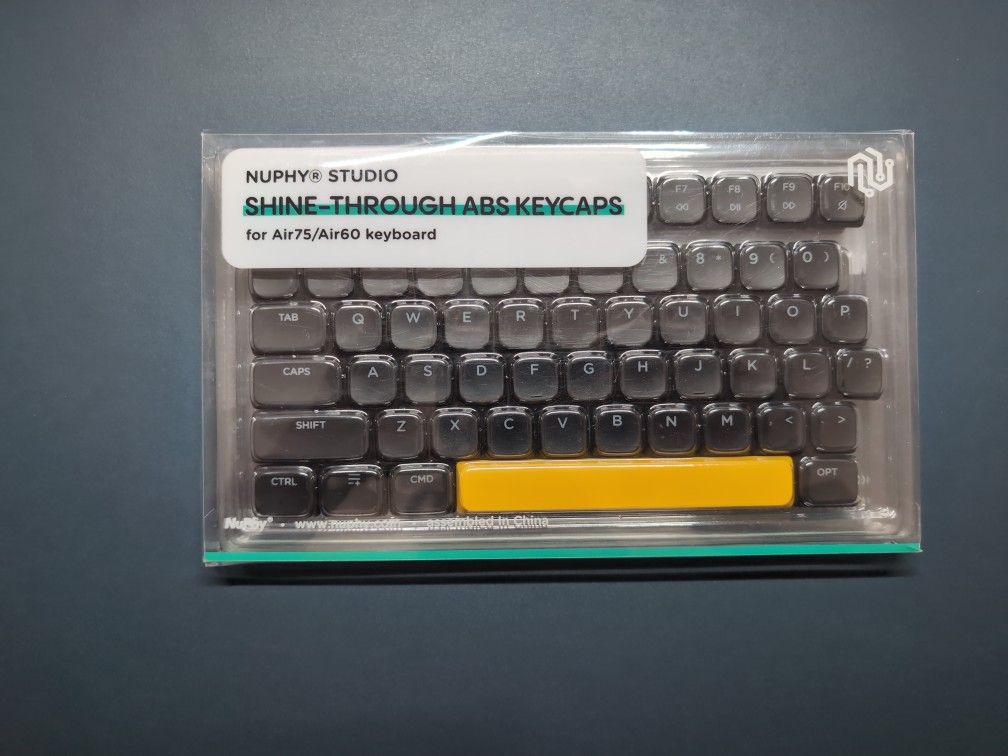 NUPHY® STUDIO
SHINE-THROUGH ABS KEYCAPS
for Air75/Air60 keyboard
F7 F8 F9 F10
& 8 * 9 ( 0 )
TAB Q W E R T Y U I O P
CAPS A S D F G H J K L / ?
SHIFT Z X C V B N M , < . >
CTRL CMD OPT
NuPhy® · www.nuphy.com · assembled in China